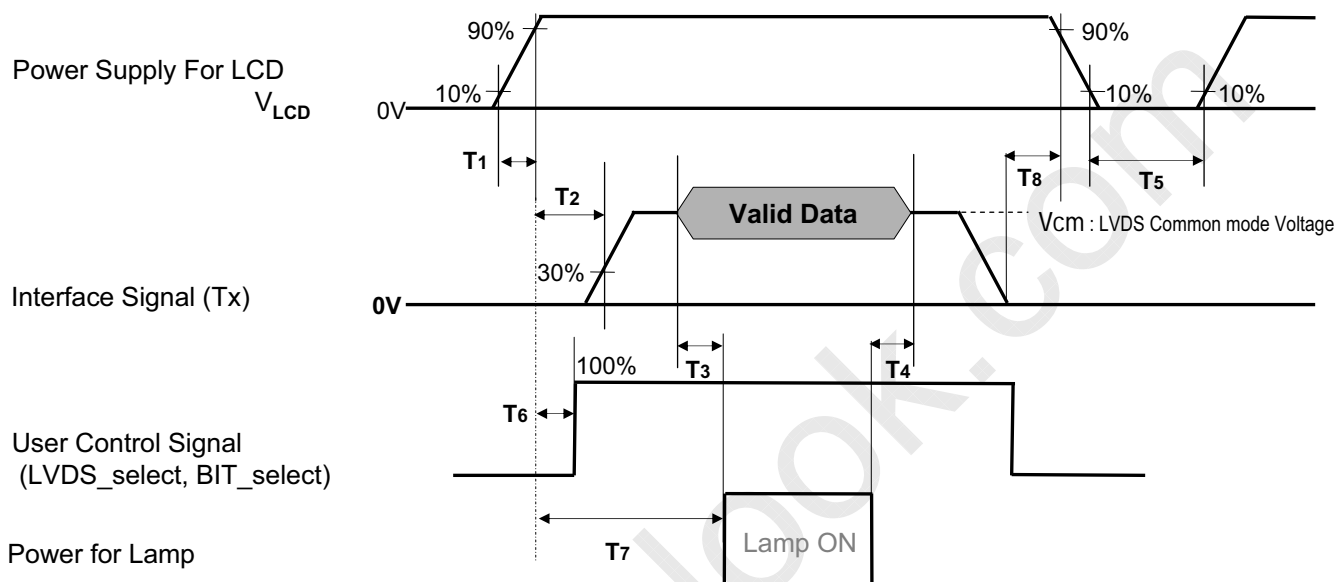 90%
90%
Power Supply For LCD
VLCD
10%
10%
10%
0V
T1
T2
T8
T5
Valid Data
VCM : LVDS Common mode Voltage
30%
Interface Signal (Tx)
0V
T3
T4
100%
T6
User Control Signal
(LVDS_select, BIT_select)
T7
Lamp ON
Power for Lamp
look.com